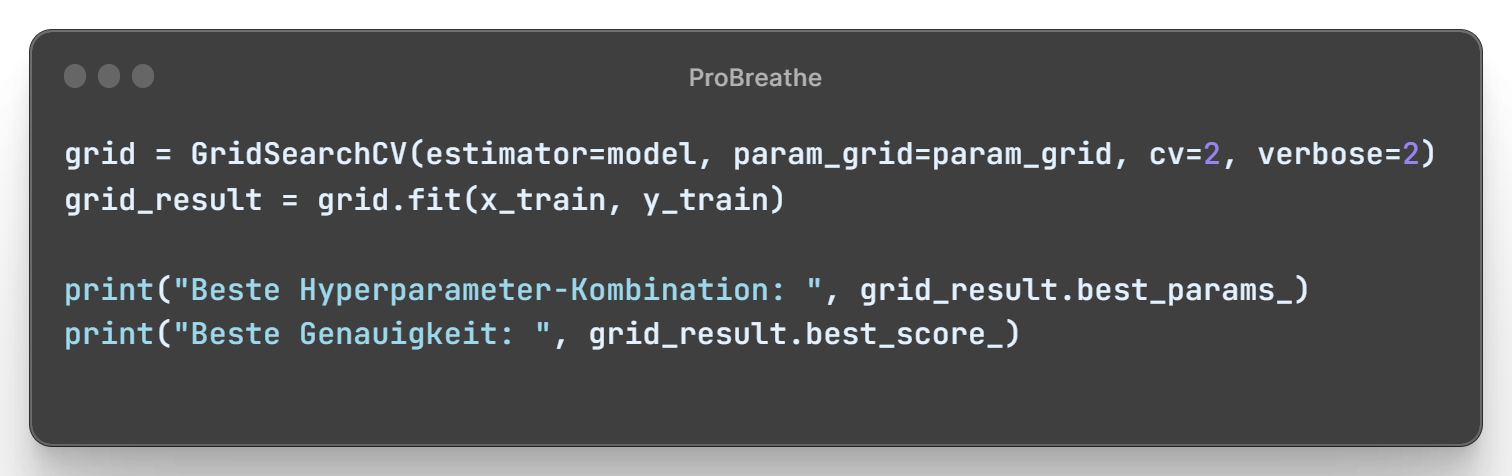 ProBreathe
grid = GridSearchCV(estimator=model, param_grid=param_grid, cv=2, verbose=2)
grid_result = grid.fit(x_train, y_train)
print("Beste Hyperparameter-Kombination: ", grid_result.best_params_)
print("Beste Genauigkeit: ", grid_result.best_score_)